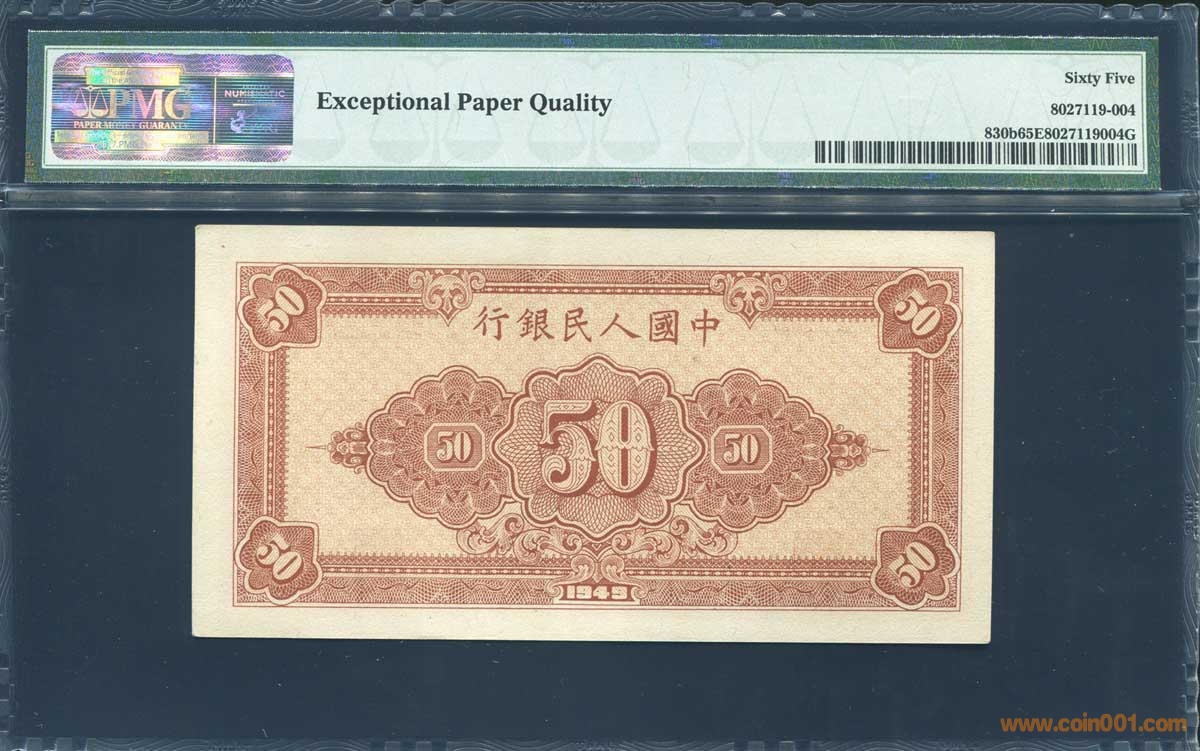 PMG
PAPER MONEY GUARANTY
NUMISMATIC
Exceptional Paper Quality
Sixty Five
8027119-004
830b65E8027119004G
50
50
行銀民人國中
50
50
50
50
50
1949
www.coin001.com